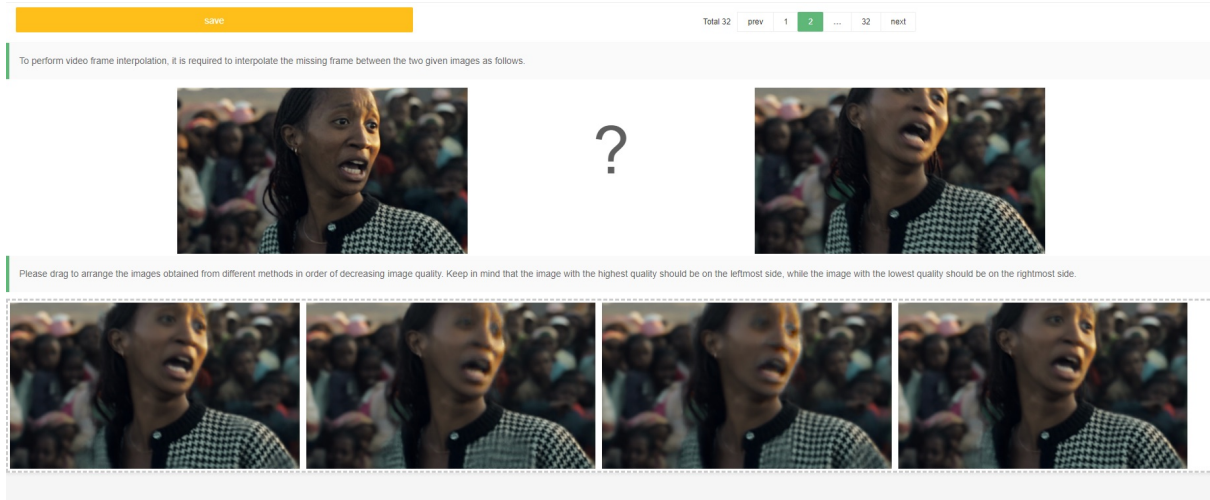 save
Total 32 prev 1 2 ... 32 next
To perform video frame interpolation, it is required to interpolate the missing frame between the two given images as follows.
?
Please drag to arrange the images obtained from different methods in order of decreasing image quality. Keep in mind that the image with the highest quality should be on the leftmost side, while the image with the lowest quality should be on the rightmost side.